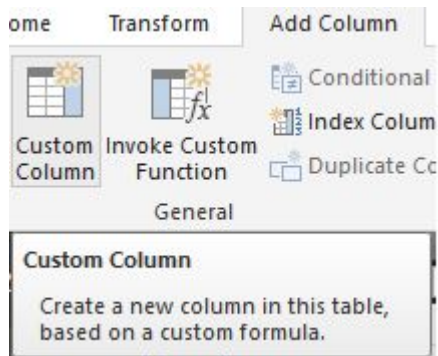 ome Transform Add Column
Custom Column
Invoke Custom Function
fx
Conditional
Index Colum
Duplicate Co
General
Custom Column
Create a new column in this table,
based on a custom formula.